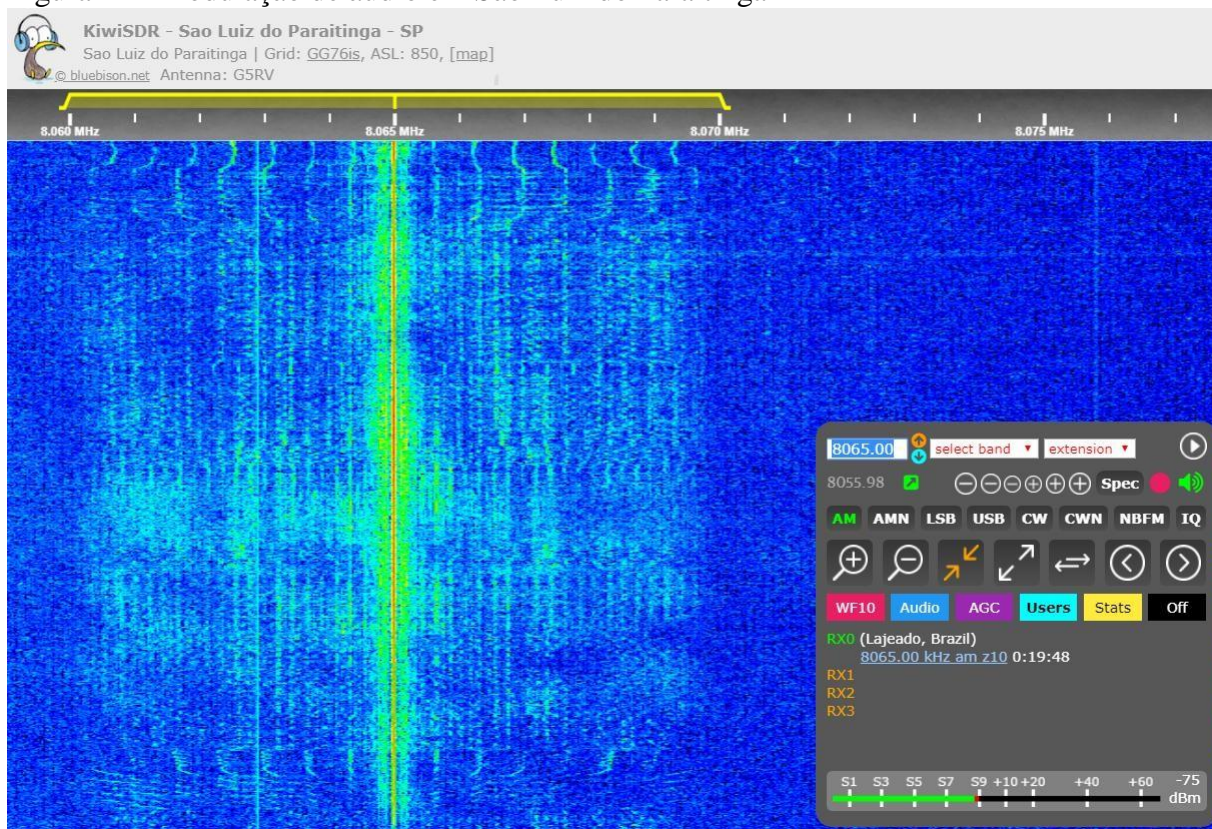 KiwiSDR - Sao Luiz do Paraitinga - SP
Sao Luiz do Paraitinga | Grid: GG76is, ASL: 850, [map]
© bluebison.net Antenna: G5RV
8.060 MHz 8.065 MHz 8.070 MHz 8.075 MHz
8065.00 select band extension
8055.98 Spec
AM AMN LSB USB CW CWN NBFM IQ
WF10 Audio AGC Users Stats Off
RX0 (Lajeado, Brazil)
8065.00 kHz am z10 0:19:48
RX1
RX2
RX3
S1 S3 S5 S7 S9 +10 +20 +40 +60 -75
dBm